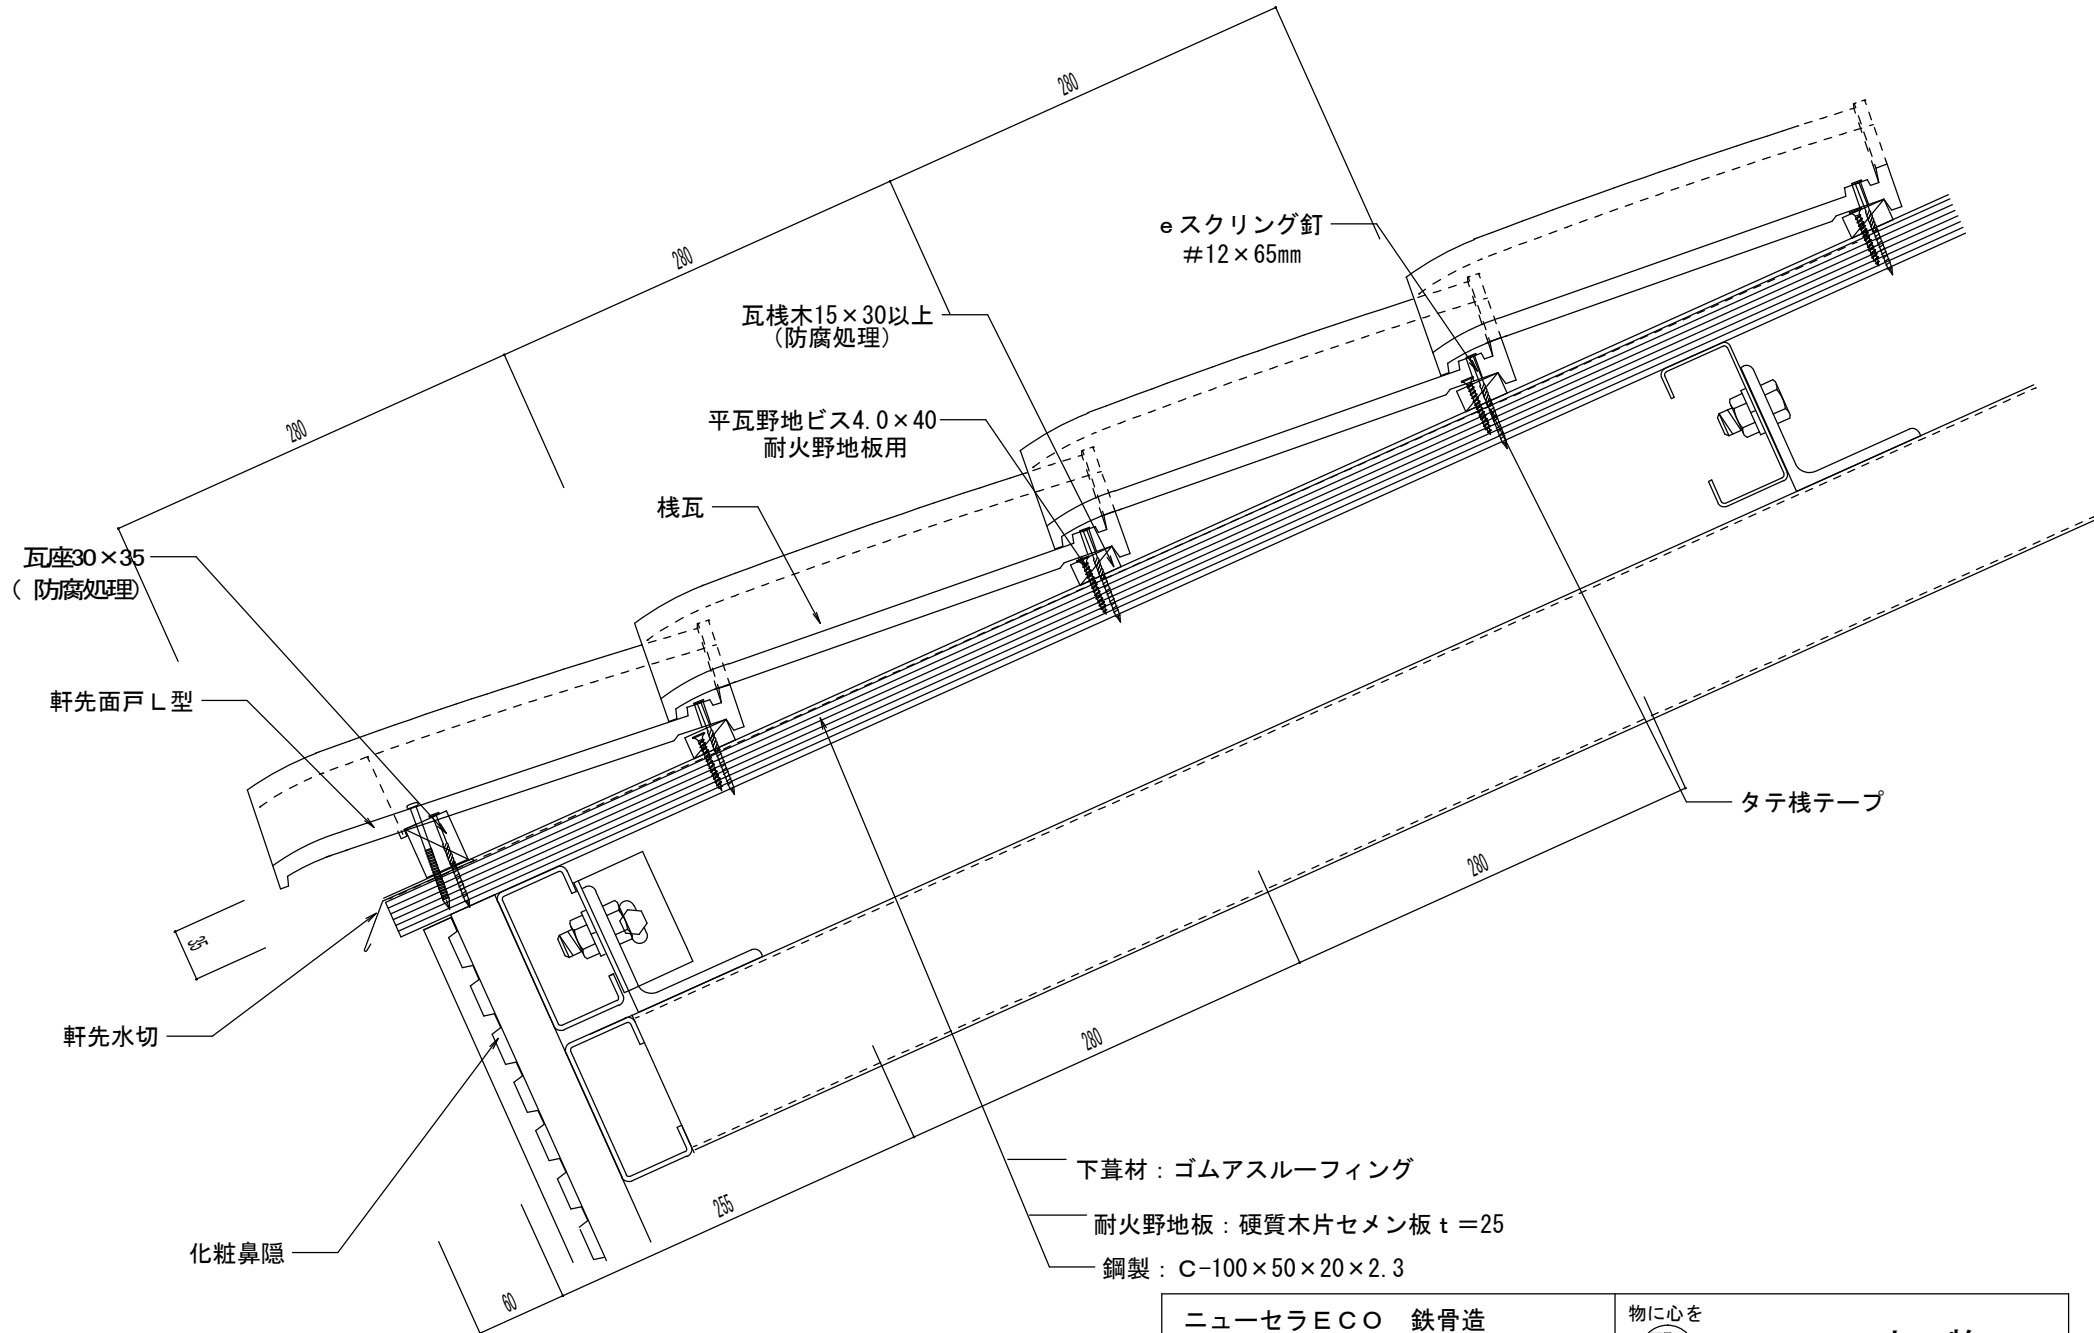 280
280
280
eスクリング釘
＃12×65mm
瓦桟木15×30以上
（防腐処理）
平瓦野地ビス4.0×40
耐火野地板用
桟瓦
瓦座30×35
（ 防腐処理）
軒先面戸Ｌ型
35
軒先水切
化粧鼻隠
タテ桟テープ
280
280
255
60
下葺材：ゴムアスルーフィング
耐火野地板：硬質木片セメン板ｔ＝25
鋼製：Ｃ-100×50×20×2.3
ニューセラＥＣＯ　鉄骨造
物に心を